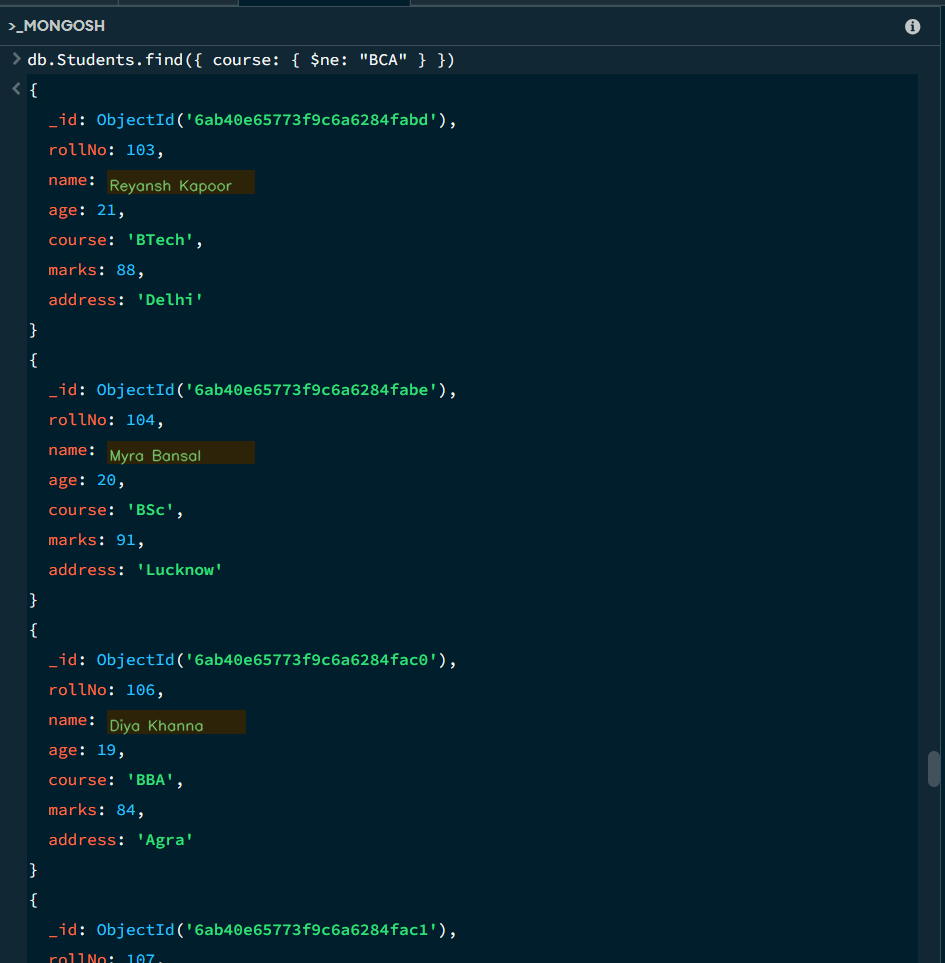 >_MONGOSH
> db.Students.find({ course: { $ne: "BCA" } })
< {
_id: ObjectId('6ab40e65773f9c6a6284fabd'),
rollNo: 103,
name: Reyansh Kapoor
age: 21,
course: 'BTech',
marks: 88,
address: 'Delhi'
}
{
_id: ObjectId('6ab40e65773f9c6a6284fabe'),
rollNo: 104,
name: Myra Bansal
age: 20,
course: 'BSc',
marks: 91,
address: 'Lucknow'
}
{
_id: ObjectId('6ab40e65773f9c6a6284fac0'),
rollNo: 106,
name: Diya Khanna
age: 19,
course: 'BBA',
marks: 84,
address: 'Agra'
}
{
_id: ObjectId('6ab40e65773f9c6a6284fac1'),
rollNo: 107,